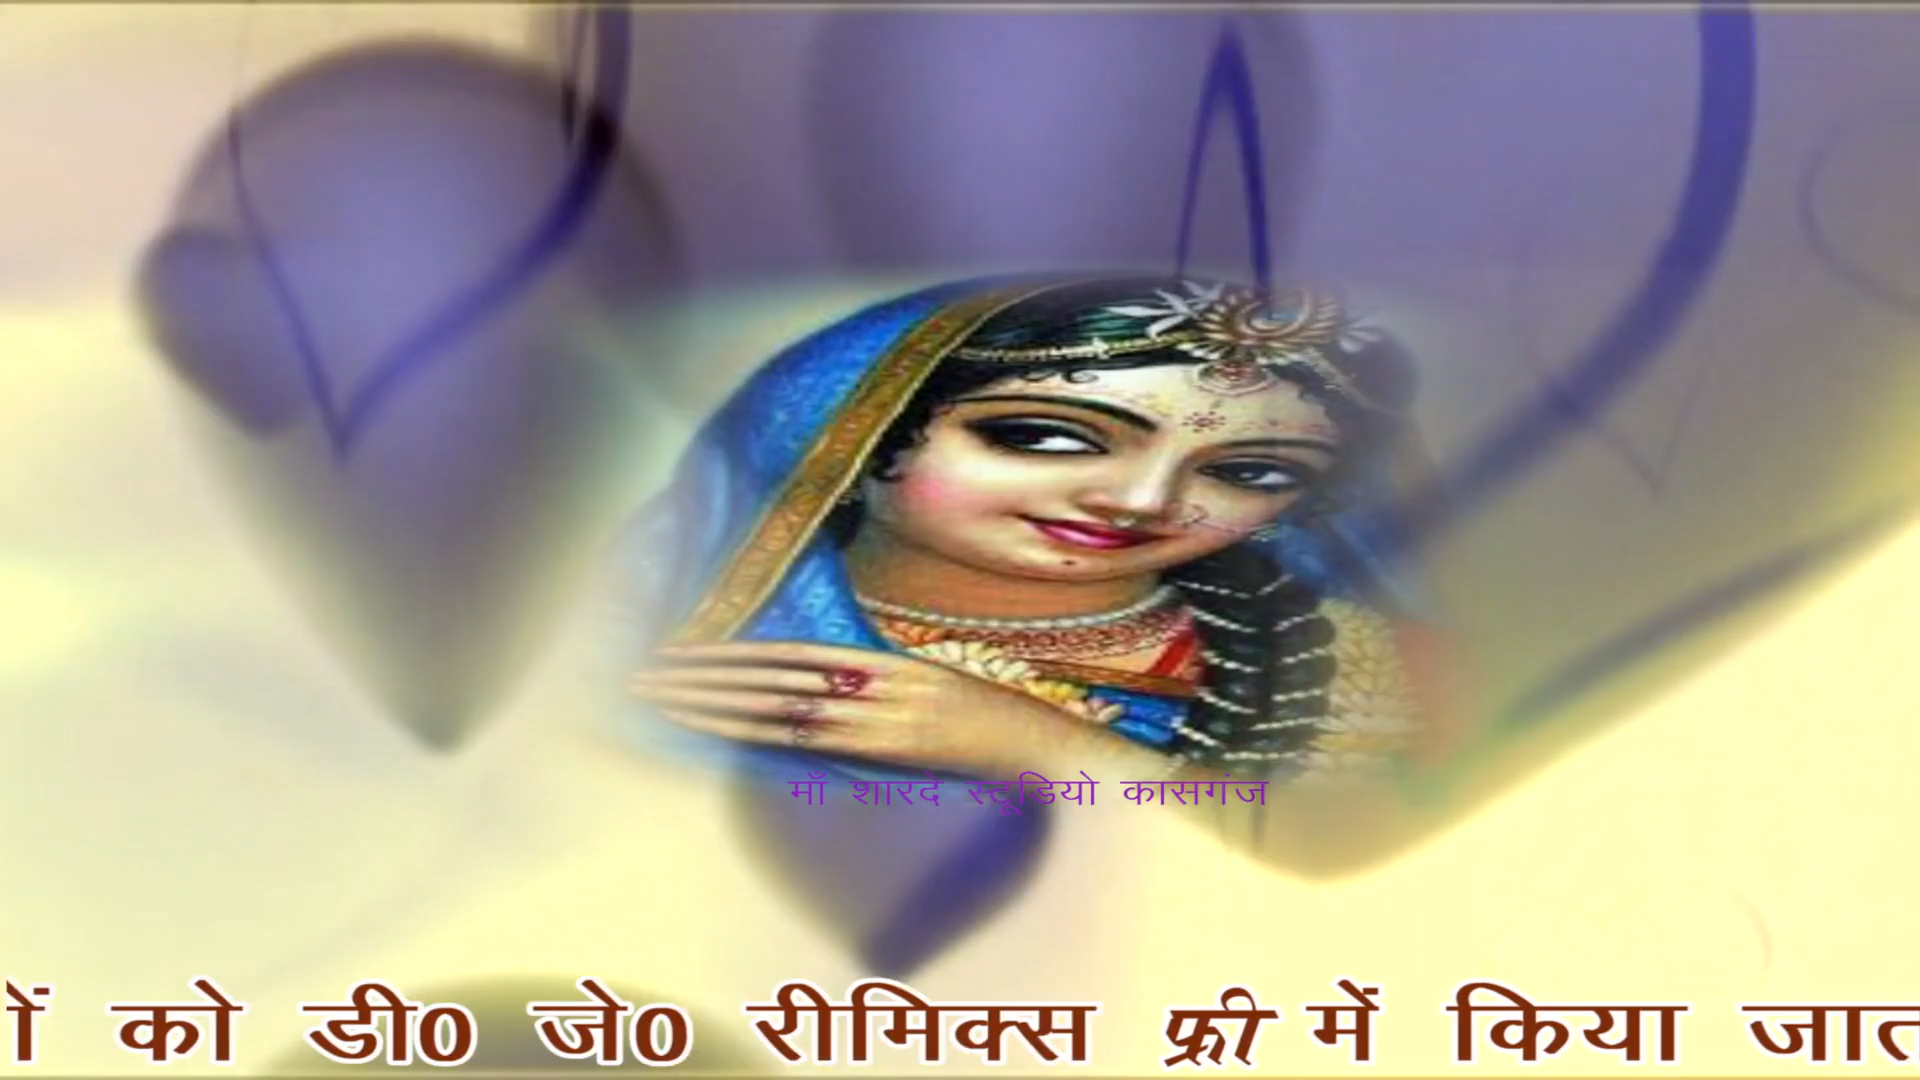 माँ शारदे स्टूडियो कासगंज
को डी0 जे0 रीमिक्स फ्री में किया